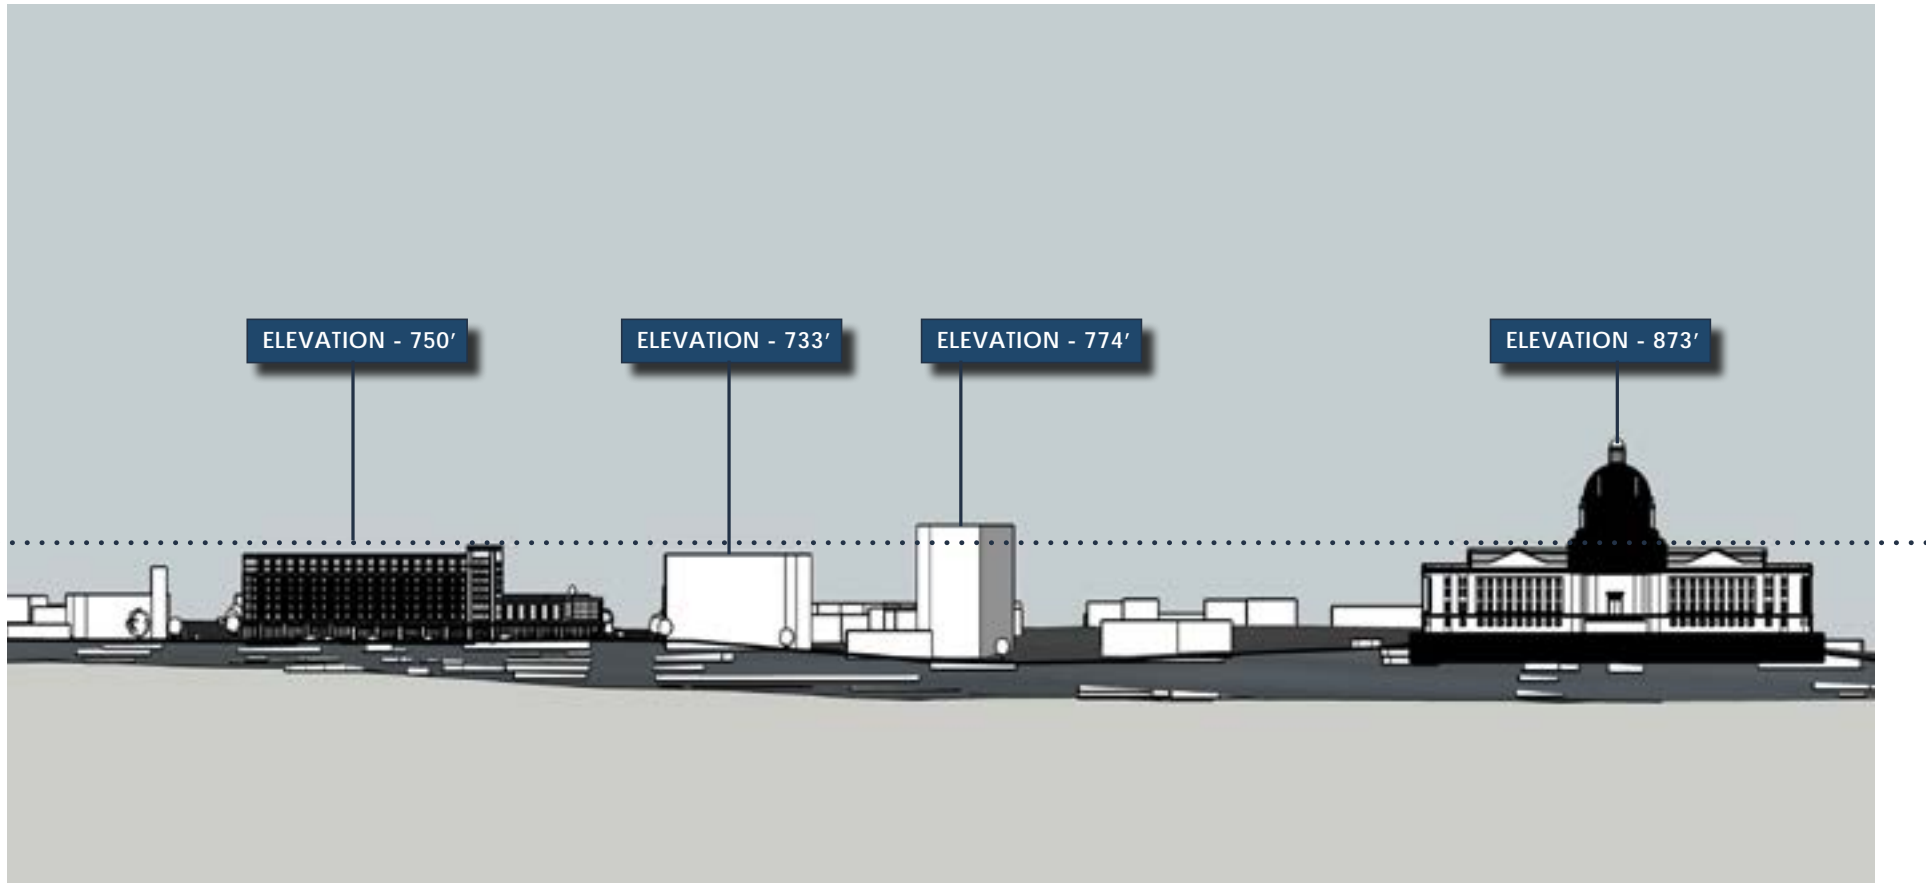 ELEVATION - 750’
ELEVATION - 733’
ELEVATION - 774’
ELEVATION - 873’